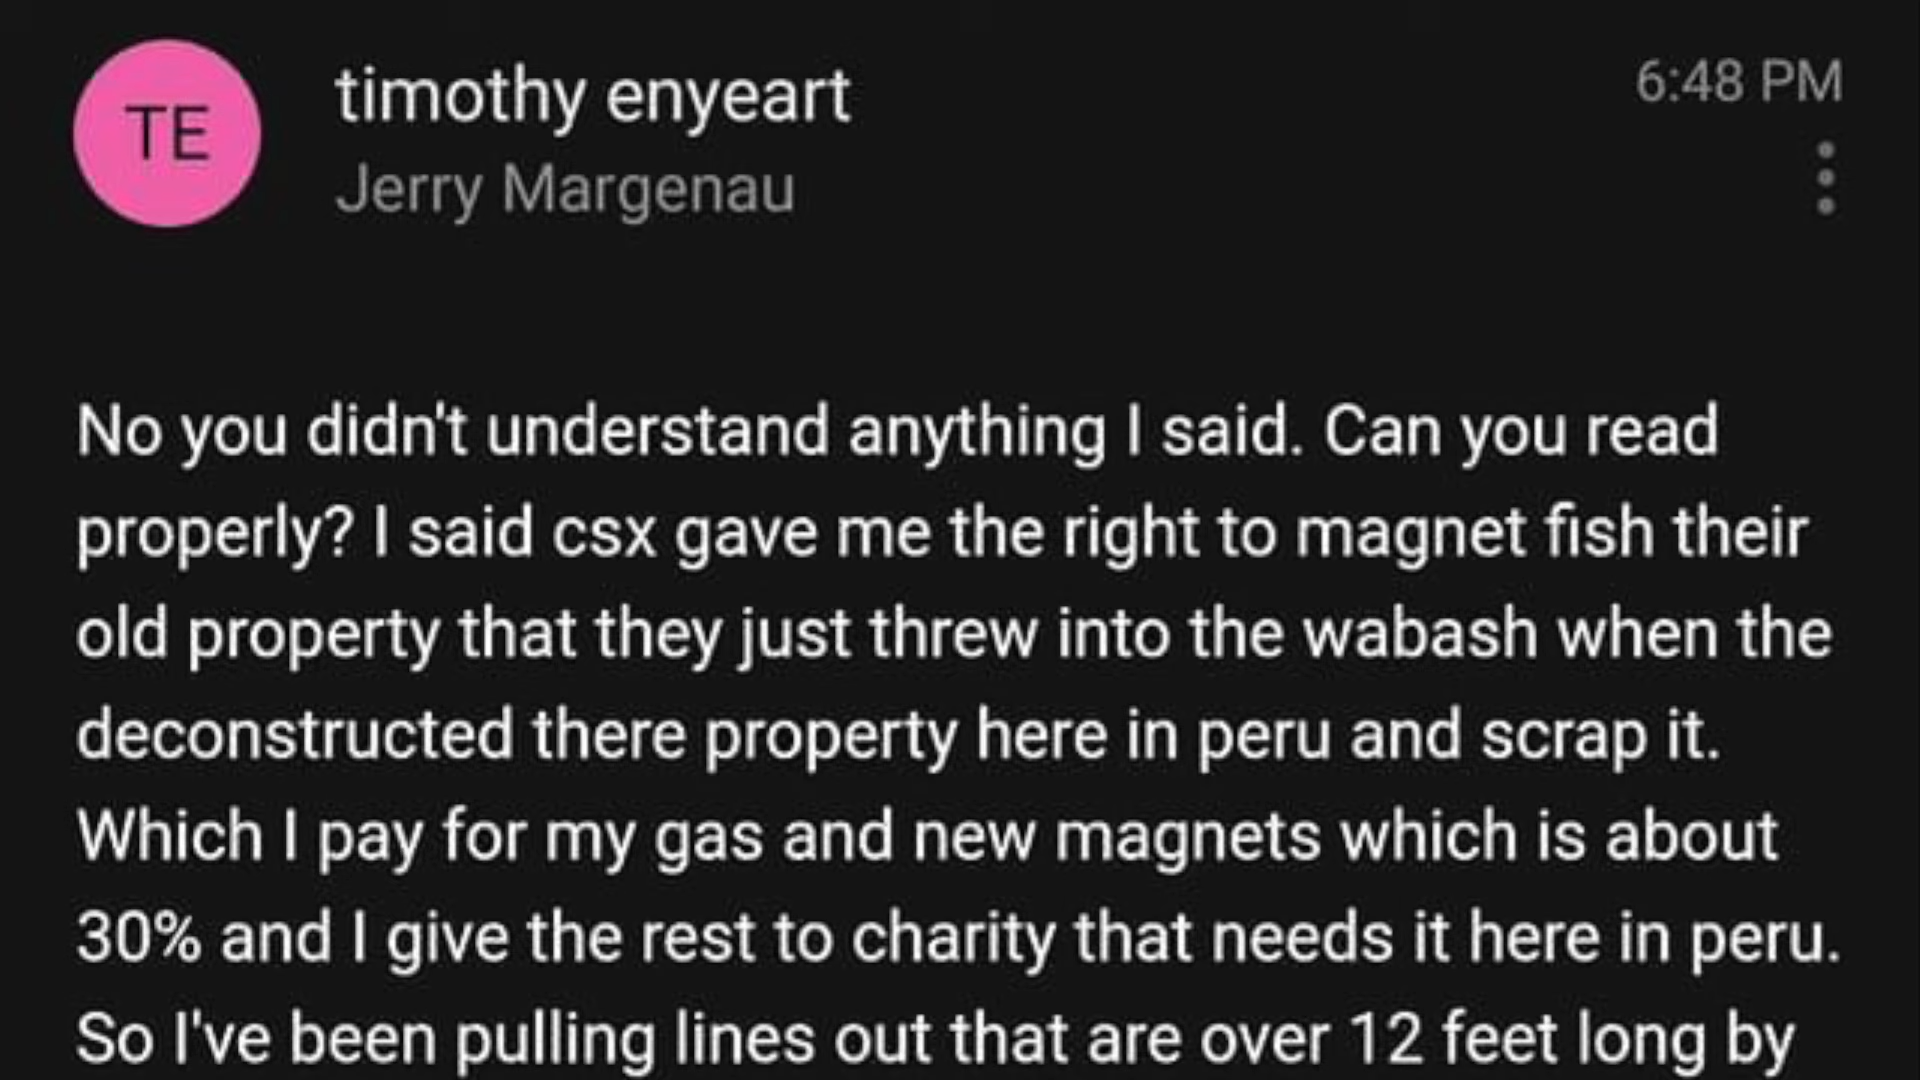 TE
timothy enyeart
6:48 PM
Jerry Margenau
No you didn't understand anything I said. Can you read
properly? I said csx gave me the right to magnet fish their
old property that they just threw into the wabash when the
deconstructed there property here in peru and scrap it.
Which I pay for my gas and new magnets which is about
30% and I give the rest to charity that needs it here in peru.
So I've been pulling lines out that are over 12 feet long by